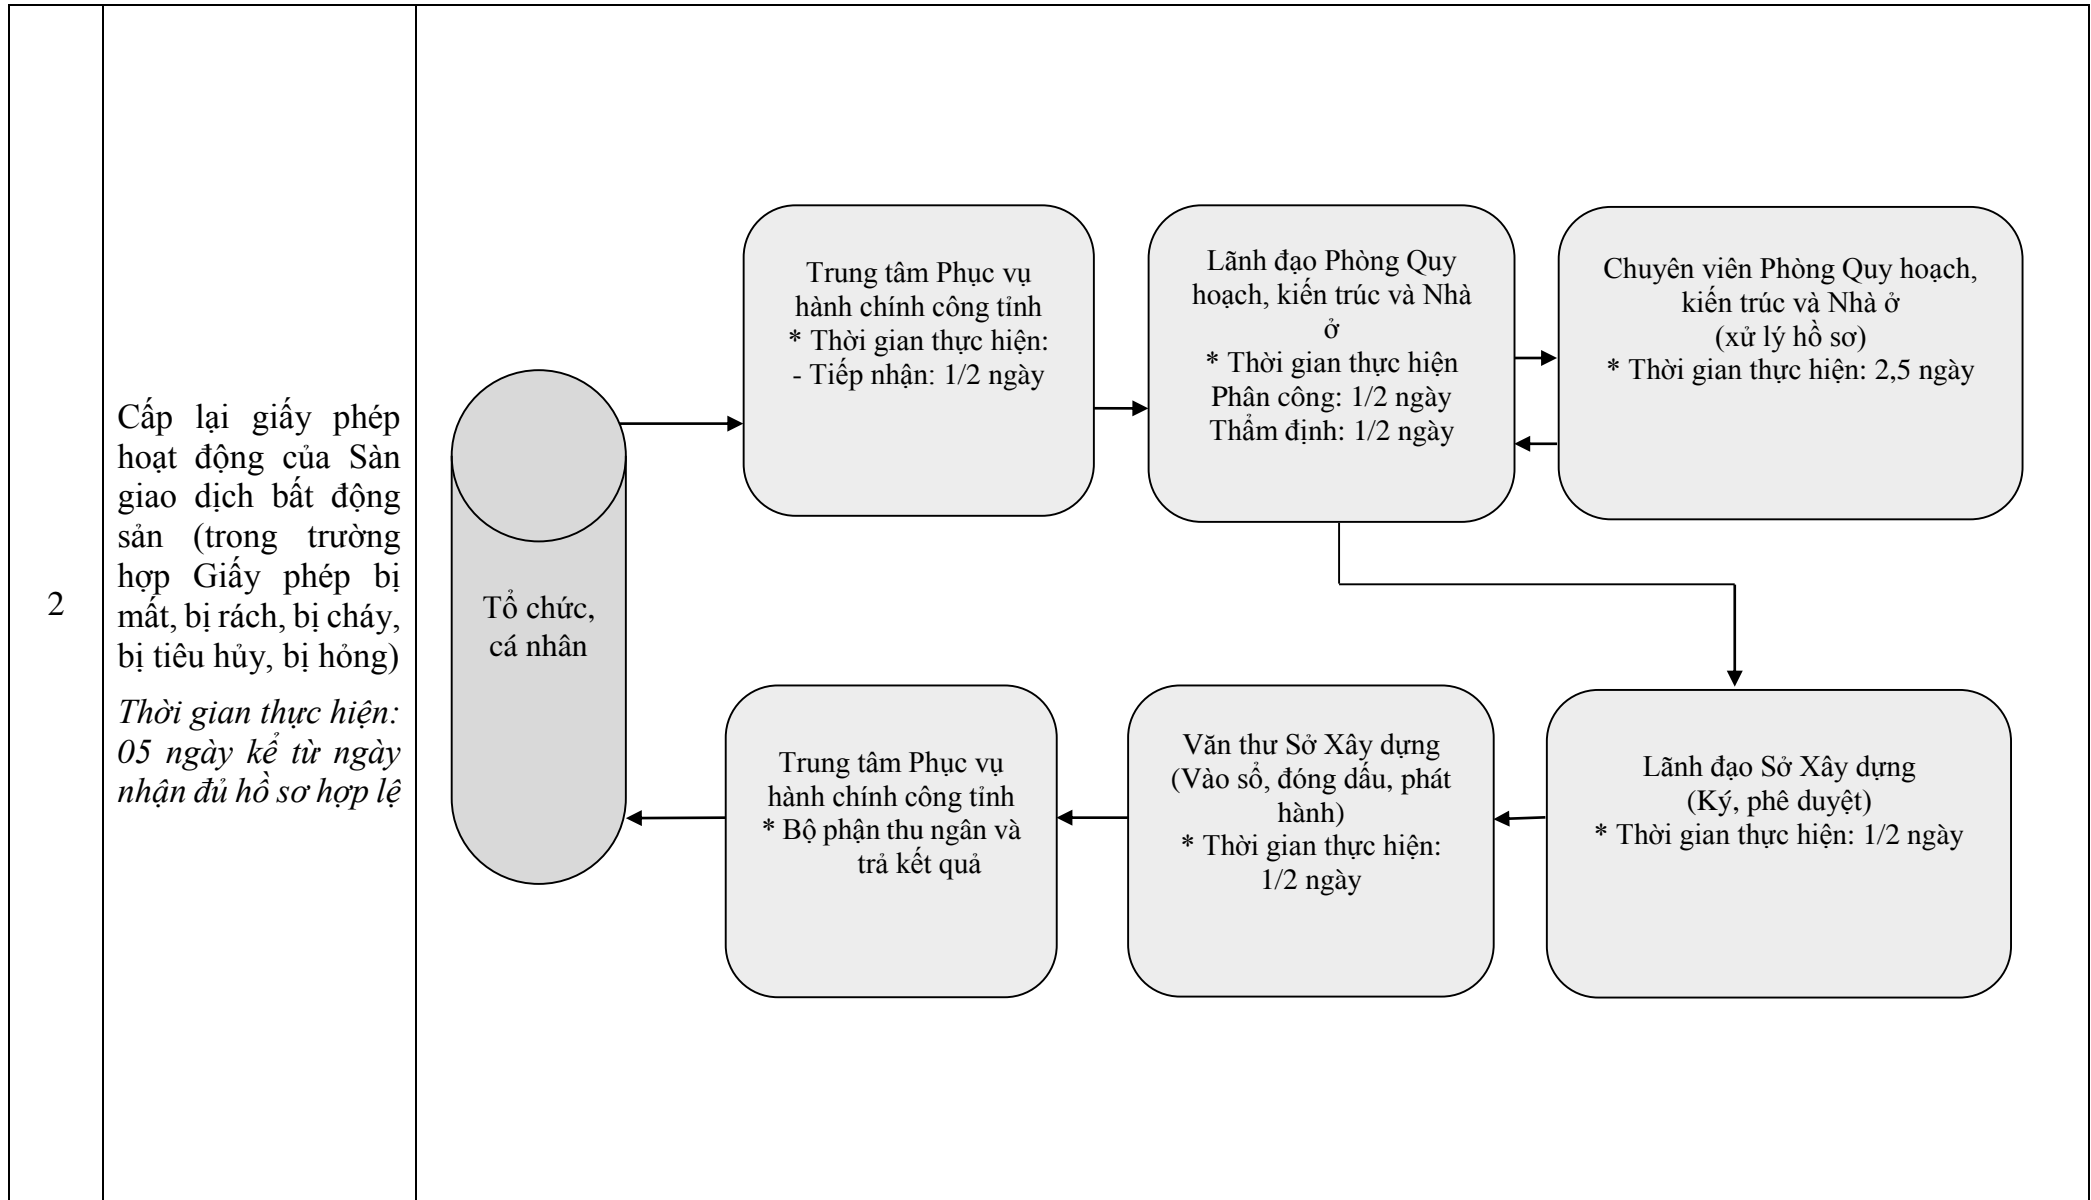 2
Cấp lại giấy phép
hoạt động của Sàn
giao dịch bất động
sản (trong trường
hợp Giấy phép bị
mất, bị rách, bị cháy,
bị tiêu hủy, bị hỏng)
Thời gian thực hiện:
05 ngày kể từ ngày
nhận đủ hồ sơ hợp lệ
Tổ chức,
cá nhân
Trung tâm Phục vụ
hành chính công tỉnh
* Thời gian thực hiện:
- Tiếp nhận: 1/2 ngày
Lãnh đạo Phòng Quy
hoạch, kiến trúc và Nhà
ở
* Thời gian thực hiện
Phân công: 1/2 ngày
Thẩm định: 1/2 ngày
Chuyên viên Phòng Quy hoạch,
kiến trúc và Nhà ở
(xử lý hồ sơ)
* Thời gian thực hiện: 2,5 ngày
Lãnh đạo Sở Xây dựng
(Ký, phê duyệt)
* Thời gian thực hiện: 1/2 ngày
Văn thư Sở Xây dựng
(Vào sổ, đóng dấu, phát
hành)
* Thời gian thực hiện:
1/2 ngày
Trung tâm Phục vụ
hành chính công tỉnh
* Bộ phận thu ngân và
trả kết quả